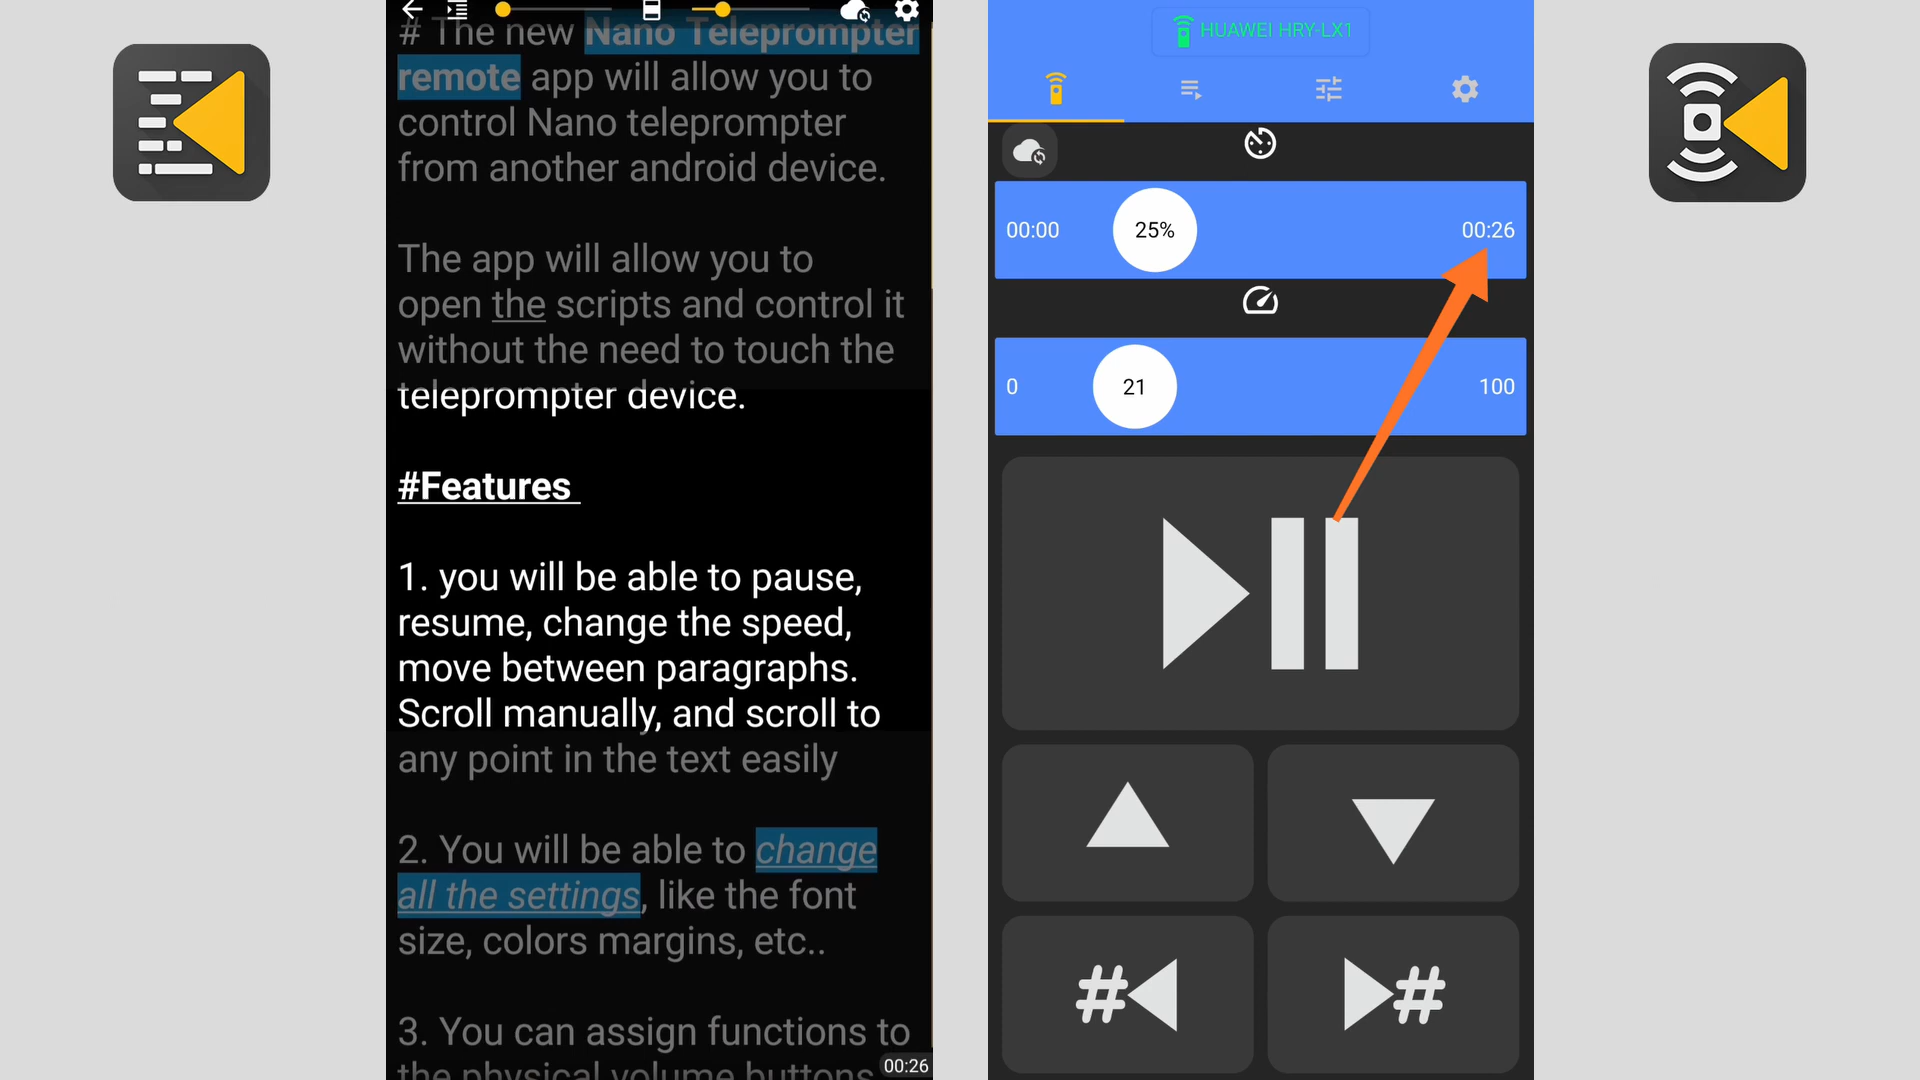 # The new Nano Teleprompter
remote app will allow you to
control Nano teleprompter
from another android device.
The app will allow you to
open the scripts and control it
without the need to touch the
teleprompter device.
#Features
1. you will be able to pause,
resume, change the speed,
move between paragraphs.
Scroll manually, and scroll to
any point in the text easily
2. You will be able to change
all the settings, like the font
size, colors margins, etc..
3. You can assign functions to
the physical volume buttons
00:26
HUAWEI HRY-LX1
00:00 25% 00:26
0 21 100
#
#